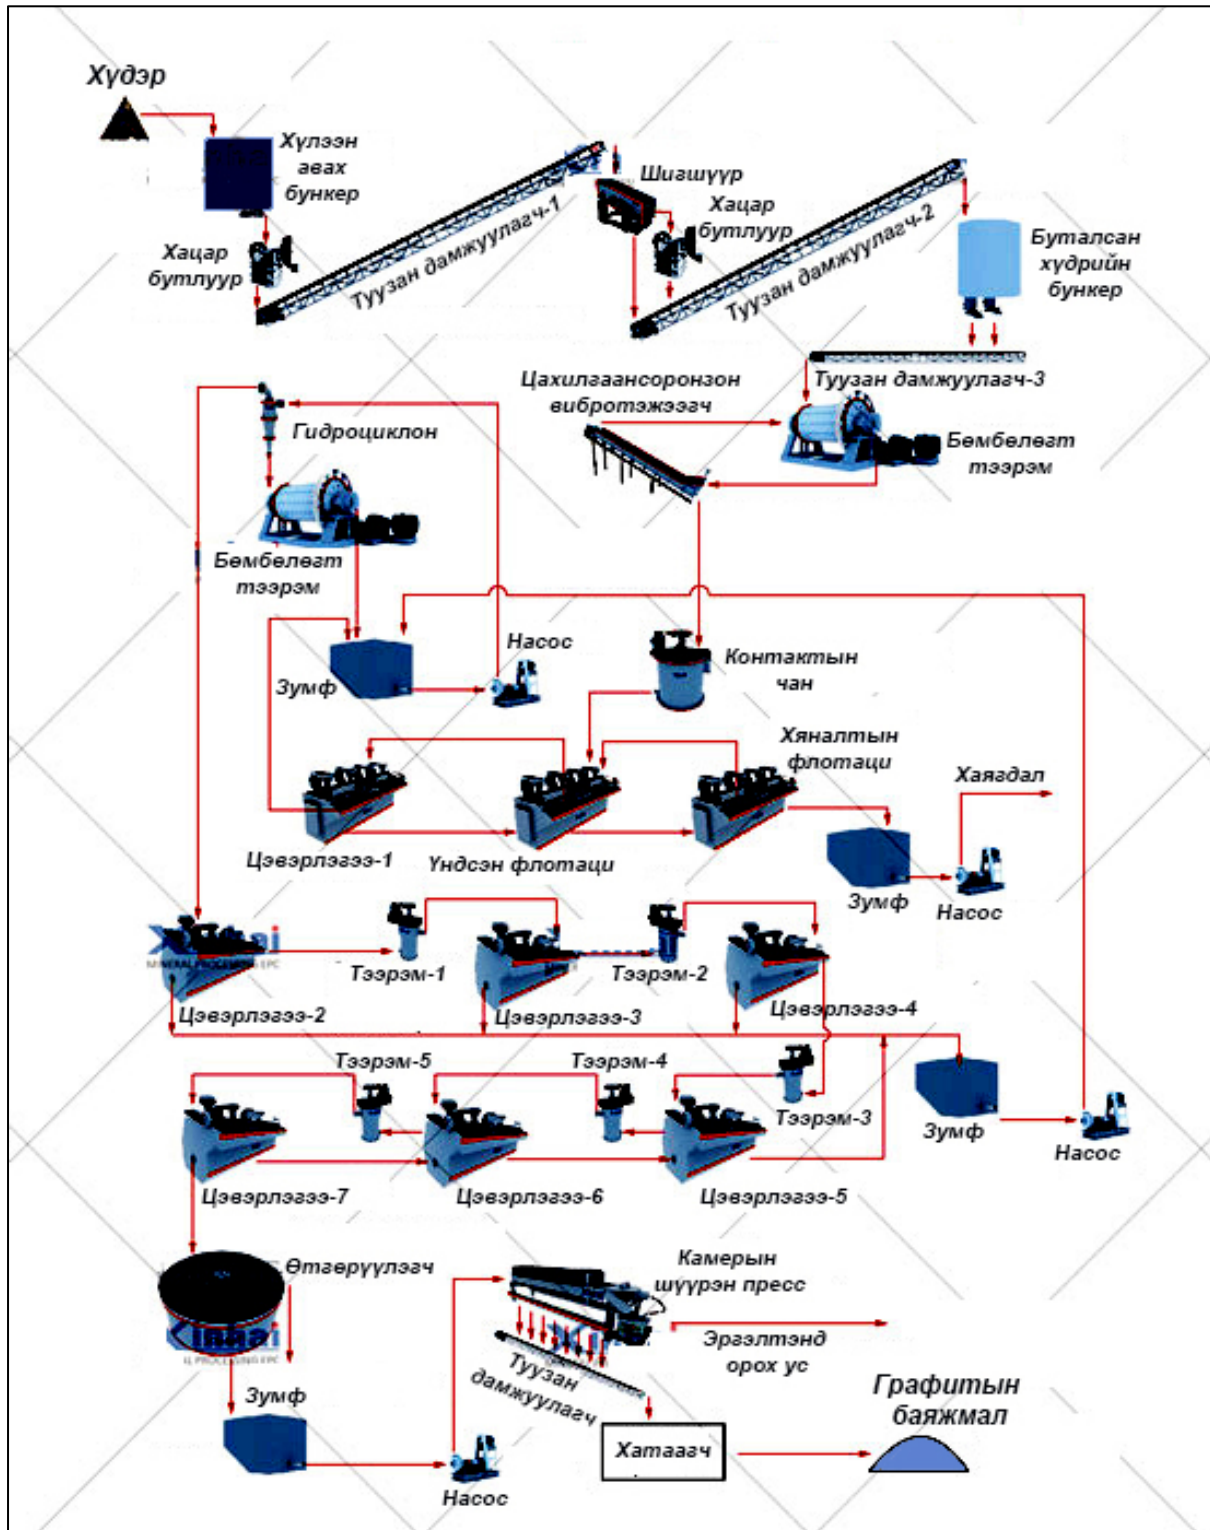 Хүдэр
Хүлээн
авах
бункер
Хацар
бутлуур
Туузан дамжуулагч-1
Шигшүүр
Хацар
бутлуур
Туузан дамжуулагч-2
Буталсан
хүдрийн
бункер
Туузан дамжуулагч-3
Цахилгаансоронзон
вибротэжээгч
Бөмбөлөгт
тээрэм
Гидроциклон
Бөмбөлөгт
тээрэм
Зумф
Насос
Контактын
чан
Хяналтын
флотаци
Хаягдал
Цэвэрлэгээ-1
Үндсэн флотаци
Зумф
Насос
MINERAL PROCESSING EPC
Тээрэм-1
Тээрэм-2
Цэвэрлэгээ-2
Цэвэрлэгээ-3
Цэвэрлэгээ-4
Тээрэм-5
Тээрэм-4
Тээрэм-3
Зумф
Насос
Цэвэрлэгээ-7
Цэвэрлэгээ-6
Цэвэрлэгээ-5
Өтгөрүүлэгч
Камерын
шүүрэн пресс
Эргэлтэнд
орох ус
Туузан
дамжуулагч
Зумф
Насос
Хатаагч
Графитын
баяжмал